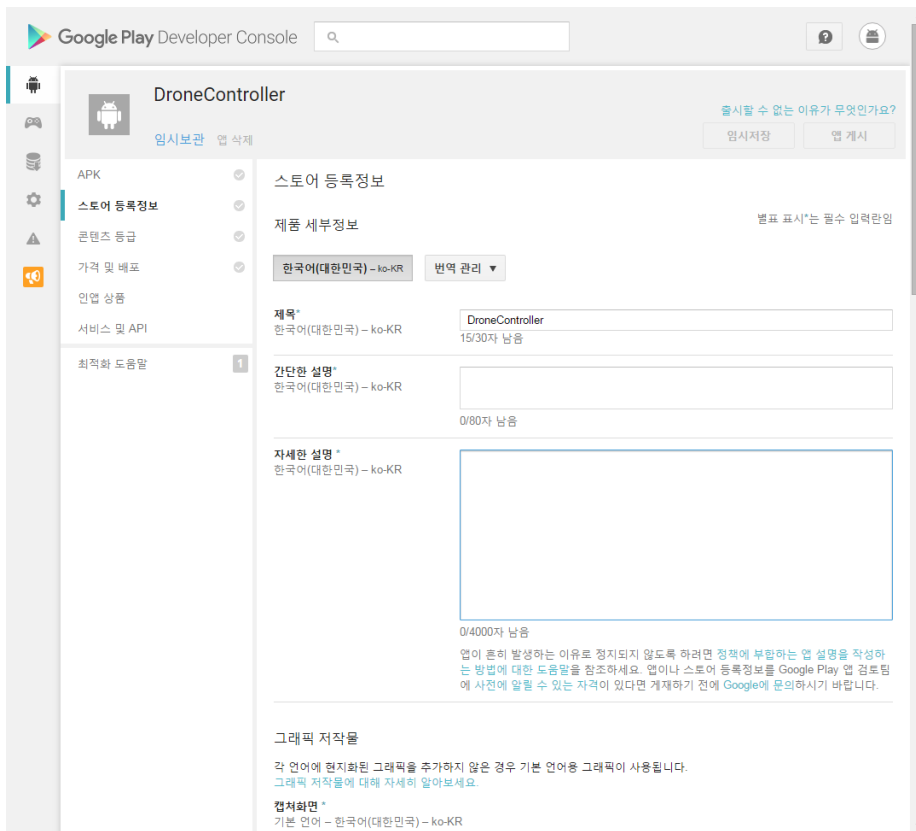 Google Play Developer Console
DroneController
임시보관 앱 삭제
출시할 수 없는 이유가 무엇인가요?
임시저장 앱 게시
APK
스토어 등록정보
콘텐츠 등급
가격 및 배포
인앱 상품
서비스 및 API
최적화 도움말 1
스토어 등록정보
제품 세부정보
별표 표시*는 필수 입력란임
한국어(대한민국) – ko-KR 번역 관리 ▼
제목*
한국어(대한민국) – ko-KR
DroneController
15/30자 남음
간단한 설명*
한국어(대한민국) – ko-KR
0/80자 남음
자세한 설명 *
한국어(대한민국) – ko-KR
0/4000자 남음
앱이 흔히 발생하는 이유로 정지되지 않도록 하려면 정책에 부합하는 앱 설명을 작성하
는 방법에 대한 도움말을 참조하세요. 앱이나 스토어 등록정보를 Google Play 앱 검토팀
에 사전에 알릴 수 있는 자격이 있다면 게재하기 전에 Google에 문의하시기 바랍니다.
그래픽 저작물
각 언어에 현지화된 그래픽을 추가하지 않은 경우 기본 언어용 그래픽이 사용됩니다.
그래픽 저작물에 대해 자세히 알아보세요.
캡쳐화면 *
기본 언어 – 한국어(대한민국) – ko-KR